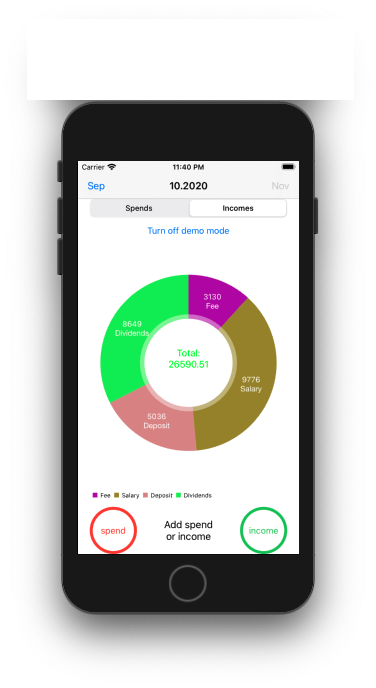 Carrier 11:40 PM
Sep 10.2020 Nov
Spends Incomes
Turn off demo mode
3130
Fee
8649
Dividends
Total:
26590.51
9776
Salary
5036
Deposit
Fee Salary Deposit Dividends
spend Add spend
or income income